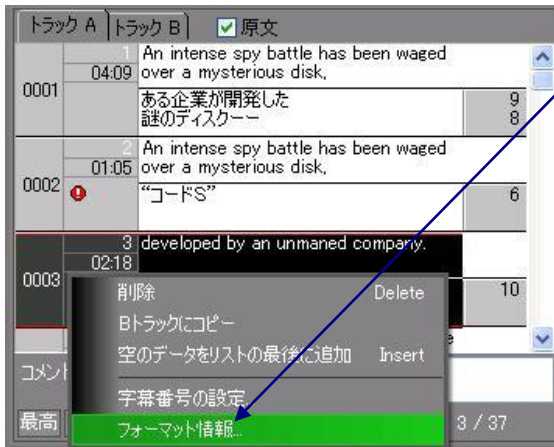 トラック A トラック B 原文
1 An intense spy battle has been waged
04:09 over a mysterious disk,
0001
ある企業が開発した 9
謎のディスクーー 8
2 An intense spy battle has been waged
01:05 over a mysterious disk,
0002 “コードS” 6
3 developed by an unmaned company.
02:18
0003 10
削除 Delete
Bトラックにコピー
空のデータをリストの最後に追加 Insert
コメント
字幕番号の設定...
最高 フォーマット情報... 3 / 37